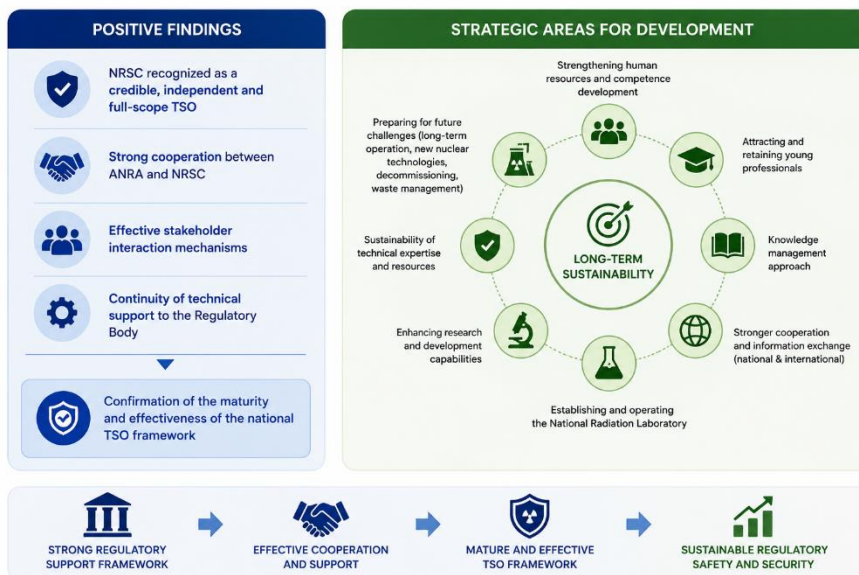 POSITIVE FINDINGS
NRSC recognized as a
credible, independent and
full-scope TSO
Strong cooperation between
ANRA and NRSC
Effective stakeholder
interaction mechanisms
Continuity of technical
support to the Regulatory
Body
Confirmation of the maturity
and effectiveness of the national
TSO framework
STRATEGIC AREAS FOR DEVELOPMENT
Strengthening human
resources and competence
development
Attracting and
retaining young
professionals
Knowledge
management
approach
Stronger cooperation
and information exchange
(national & international)
Establishing and operating
the National Radiation Laboratory
Enhancing research
and development
capabilities
Sustainability of
technical expertise
and resources
Preparing for future
challenges (long-term
operation, new nuclear
technologies,
decommissioning,
waste management)
LONG-TERM
SUSTAINABILITY
STRONG REGULATORY
SUPPORT FRAMEWORK
EFFECTIVE COOPERATION
AND SUPPORT
MATURE AND EFFECTIVE
TSO FRAMEWORK
SUSTAINABLE REGULATORY
SAFETY AND SECURITY